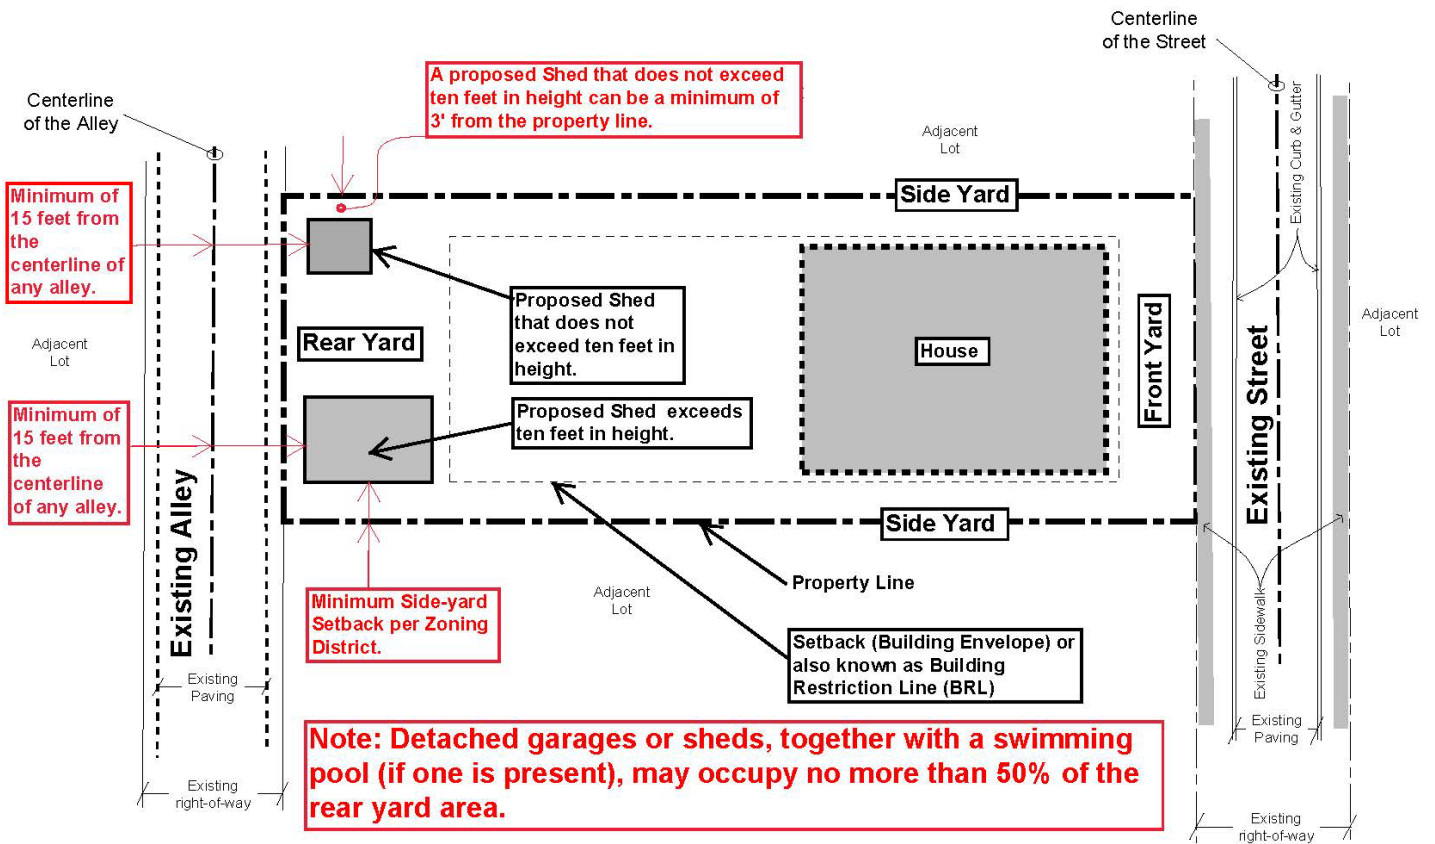 Centerline
of the Street
A proposed Shed that does not exceed
ten feet in height can be a minimum of
3' from the property line.
Centerline
of the Alley
Adjacent
Lot
Existing Curb & Gutter
Minimum of
15 feet from
the
centerline of
any alley.
Side Yard
Proposed Shed
that does not
exceed ten feet in
height.
Rear Yard
House
Front Yard
Existing Street
Adjacent
Lot
Adjacent
Lot
Minimum of
15 feet from
the
centerline
of any alley.
Proposed Shed exceeds
ten feet in height.
Existing Alley
Side Yard
Property Line
Minimum Side-yard
Setback per Zoning
District.
Adjacent
Lot
Existing Sidewalk
Setback (Building Envelope) or
also known as Building
Restriction Line (BRL)
Existing
Paving
Existing
Paving
Note: Detached garages or sheds, together with a swimming
pool (if one is present), may occupy no more than 50% of the
rear yard area.
Existing
right-of-way
Existing
right-of-way